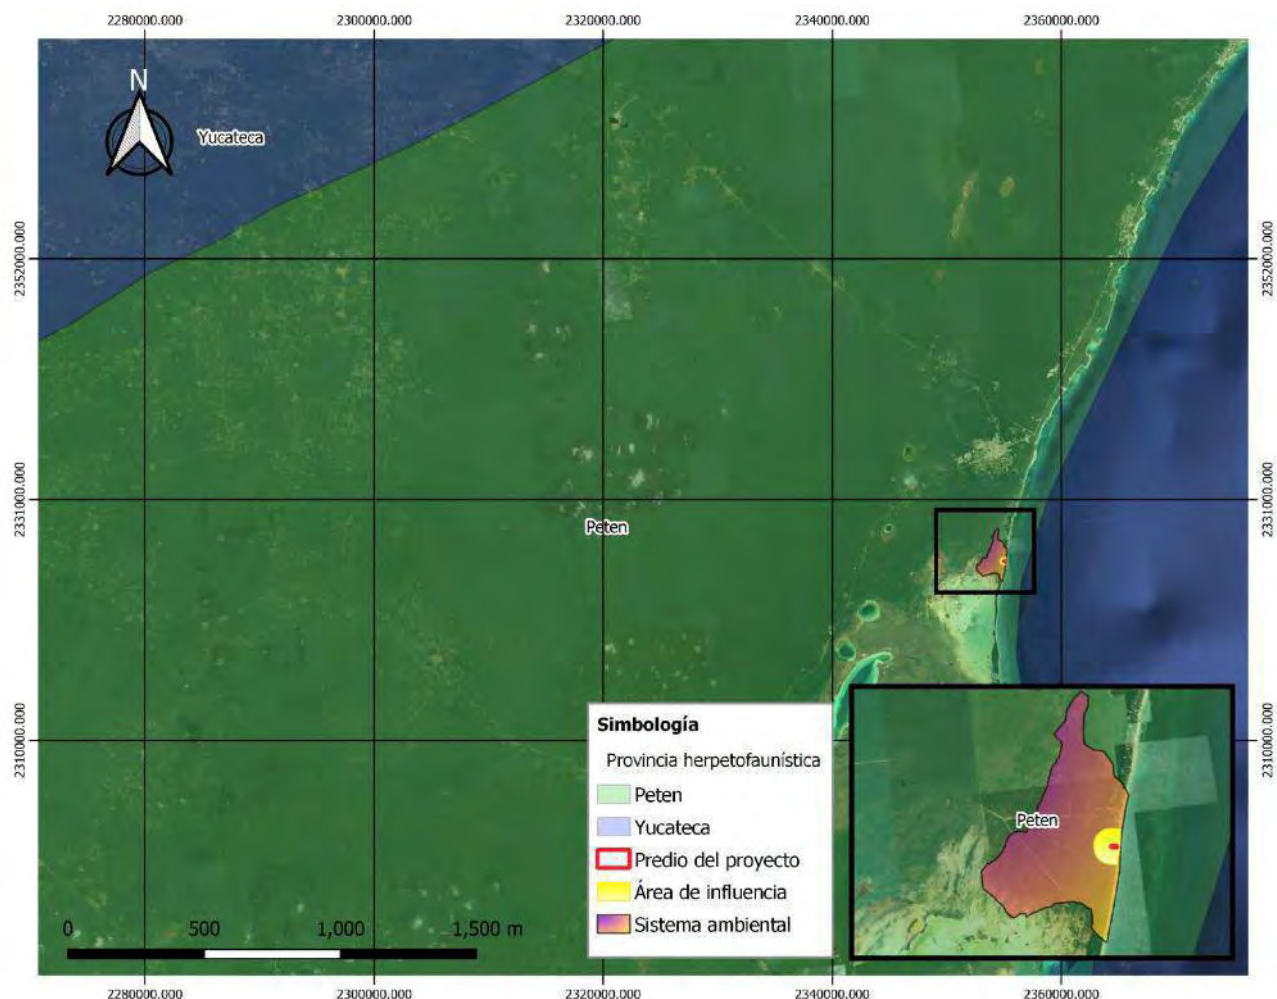 2280000.000 2300000.000 2320000.000 2340000.000 2360000.000
N
Yucateca
2352000.000 2352000.000
2331000.000 2331000.000
Peten
2310000.000 2310000.000
Simbología
Provincia herpetofaunística
Peten
Yucateca
Predio del proyecto
Área de influencia
Sistema ambiental
Peten
0 500 1,000 1,500 m
2280000.000 2300000.000 2320000.000 2340000.000 2360000.000